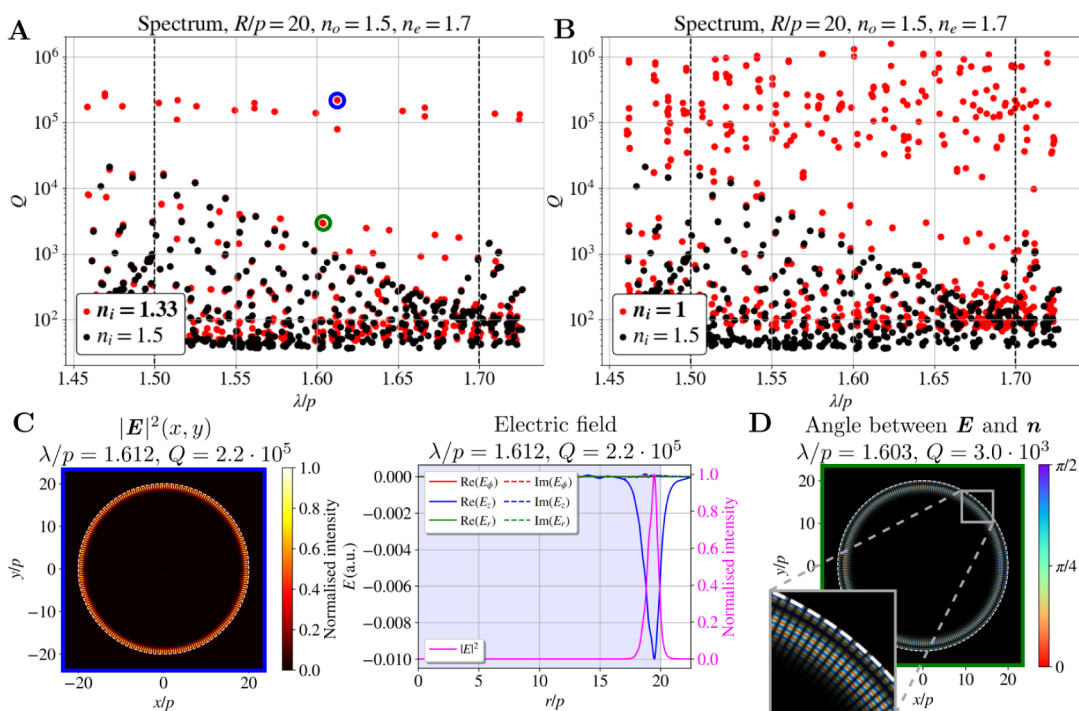 A
Spectrum, R/p = 20, n_o = 1.5, n_e = 1.7
10^6
10^5
10^4
10^3
10^2
Q
n_i = 1.33
n_i = 1.5
1.45 1.50 1.55 1.60 1.65 1.70
λ/p
B
Spectrum, R/p = 20, n_o = 1.5, n_e = 1.7
10^6
10^5
10^4
10^3
10^2
Q
n_i = 1
n_i = 1.5
1.45 1.50 1.55 1.60 1.65 1.70
λ/p
C
|E|^2(x, y)
λ/p = 1.612, Q = 2.2 · 10^5
20
10
0
−10
−20
y/p
−20 0 20
x/p
1.0
0.8
0.6
0.4
0.2
0.0
Normalised intensity
Electric field
λ/p = 1.612, Q = 2.2 · 10^5
0.000
−0.002
−0.004
−0.006
−0.008
−0.010
E(a.u.)
Re(E_ϕ) Im(E_ϕ)
Re(E_z) Im(E_z)
Re(E_r) Im(E_r)
|E|^2
0 5 10 15 20
r/p
1.0
0.8
0.6
0.4
0.2
0.0
Normalised intensity
D
Angle between E and n
λ/p = 1.603, Q = 3.0 · 10^3
20
10
0
y/p
0 10 20
x/p
π/2
π/4
0